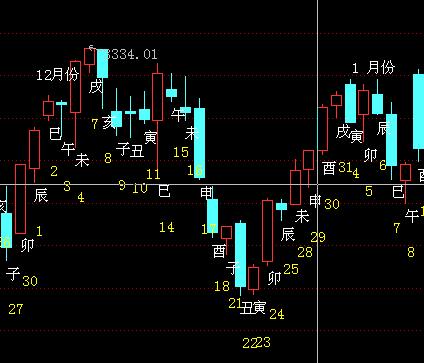 3334.01
12月份
1 月份
戌
午
7
亥
戌
辰
巳
未
寅
寅
子
丑
15
午
未
8
卯
6
酉
31
2
16
11
4
3
9
10
巳
5
辰
申
巳
4
申
30
未
午
1
14
17
7
卯
辰
29
酉
28
8
子
子
25
30
卯
18
21
27
丑
寅
24
22
23